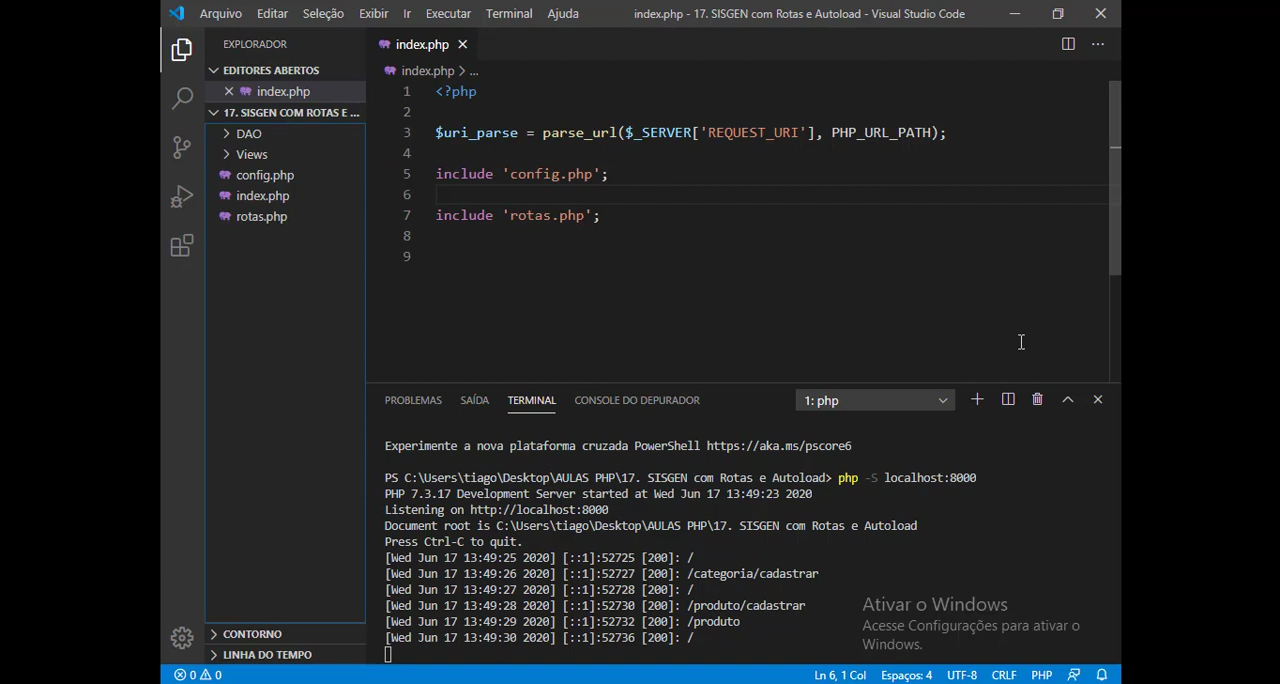 Arquivo Editar Seleção Exibir Ir Executar Terminal Ajuda index.php - 17. SISGEN com Rotas e Autoload - Visual Studio Code
EXPLORADOR
EDITORES ABERTOS
index.php
17. SISGEN COM ROTAS E ...
DAO
Views
config.php
index.php
rotas.php
CONTORNO
LINHA DO TEMPO
index.php
index.php > ...
1 <?php
2
3 $uri_parse = parse_url($_SERVER['REQUEST_URI'], PHP_URL_PATH);
4
5 include 'config.php';
6
7 include 'rotas.php';
8
9
PROBLEMAS SAÍDA TERMINAL CONSOLE DO DEPURADOR 1: php
Experimente a nova plataforma cruzada PowerShell https://aka.ms/pscore6
PS C:\Users\tiago\Desktop\AULAS PHP\17. SISGEN com Rotas e Autoload> php -S localhost:8000
PHP 7.3.17 Development Server started at Wed Jun 17 13:49:23 2020
Listening on http://localhost:8000
Document root is C:\Users\tiago\Desktop\AULAS PHP\17. SISGEN com Rotas e Autoload
Press Ctrl-C to quit.
[Wed Jun 17 13:49:25 2020] [::1]:52725 [200]: /
[Wed Jun 17 13:49:26 2020] [::1]:52727 [200]: /categoria/cadastrar
[Wed Jun 17 13:49:27 2020] [::1]:52728 [200]: /
[Wed Jun 17 13:49:28 2020] [::1]:52730 [200]: /produto/cadastrar
[Wed Jun 17 13:49:29 2020] [::1]:52732 [200]: /produto
[Wed Jun 17 13:49:30 2020] [::1]:52736 [200]: /
Ativar o Windows
Acesse Configurações para ativar o
Windows.
0 0 Ln 6, 1 Col Espaços: 4 UTF-8 CRLF PHP